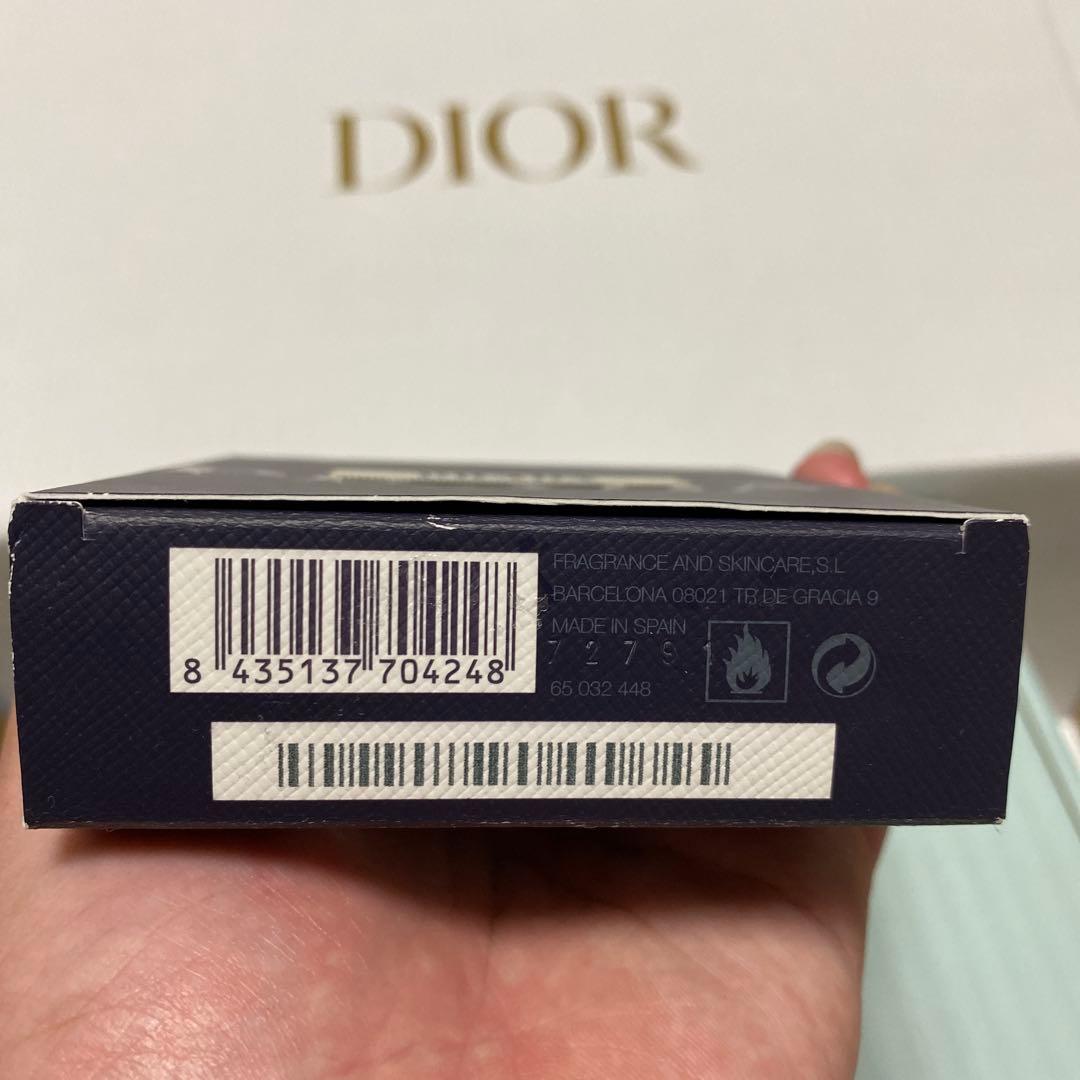 DIOR
FRAGRANCE AND SKINCARE,S.L
BARCELONA 08021 TR DE GRACIA 9
MADE IN SPAIN
7279
65 032 448
8 435137 704248